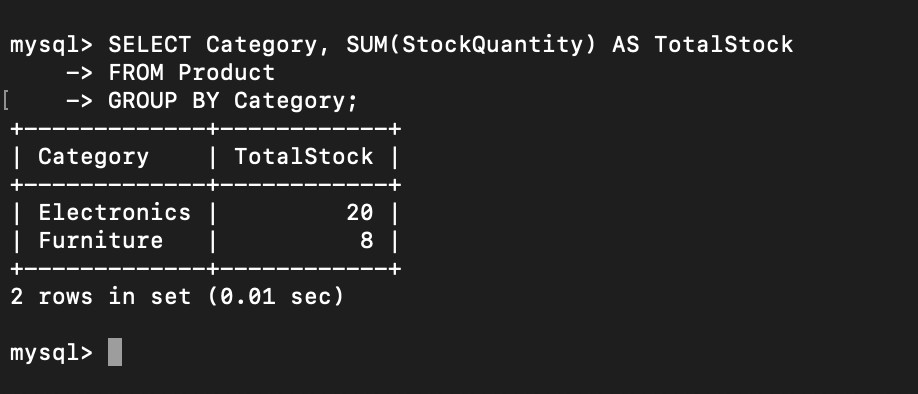 mysql> SELECT Category, SUM(StockQuantity) AS TotalStock
    -> FROM Product
[    -> GROUP BY Category;
+-------------+------------+
| Category    | TotalStock |
+-------------+------------+
| Electronics |         20 |
| Furniture   |          8 |
+-------------+------------+
2 rows in set (0.01 sec)
mysql>